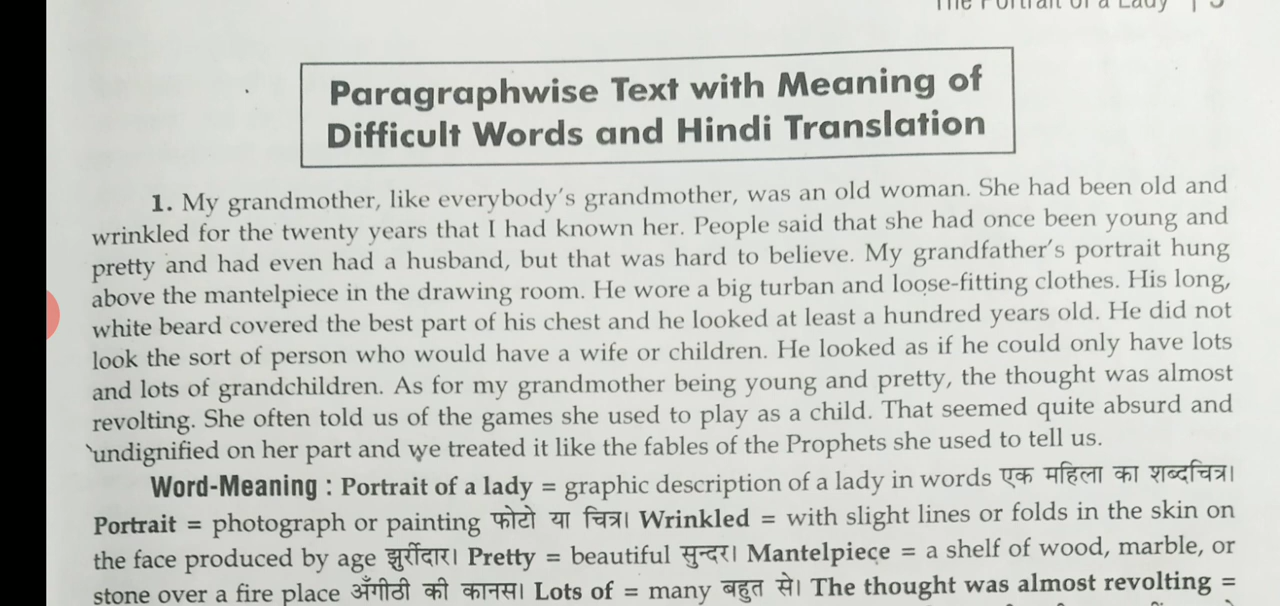 The Portrait of a Lady | 3
Paragraphwise Text with Meaning of
Difficult Words and Hindi Translation
1. My grandmother, like everybody's grandmother, was an old woman. She had been old and
wrinkled for the twenty years that I had known her. People said that she had once been young and
pretty and had even had a husband, but that was hard to believe. My grandfather's portrait hung
above the mantelpiece in the drawing room. He wore a big turban and loose-fitting clothes. His long,
white beard covered the best part of his chest and he looked at least a hundred years old. He did not
look the sort of person who would have a wife or children. He looked as if he could only have lots
and lots of grandchildren. As for my grandmother being young and pretty, the thought was almost
revolting. She often told us of the games she used to play as a child. That seemed quite absurd and
undignified on her part and we treated it like the fables of the Prophets she used to tell us.
Word-Meaning : Portrait of a lady = graphic description of a lady in words एक महिला का शब्दचित्र।
Portrait = photograph or painting फोटो या चित्र। Wrinkled = with slight lines or folds in the skin on
the face produced by age झुर्रीदार। Pretty = beautiful सुन्दर। Mantelpiece = a shelf of wood, marble, or
stone over a fire place अँगीठी की कानस। Lots of = many बहुत से। The thought was almost revolting =